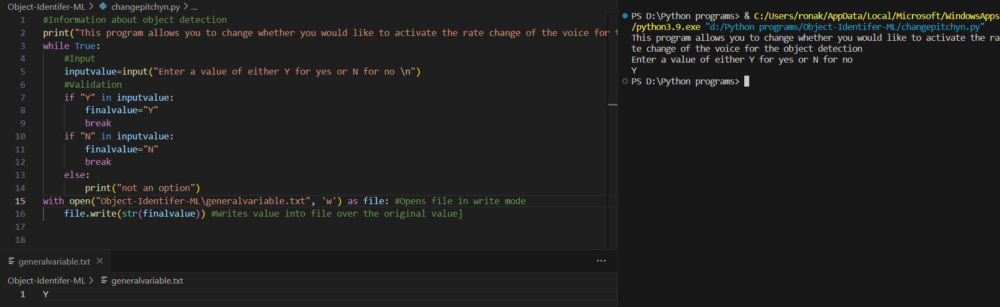 Object-Identifer-ML > changepitchyn.py > ...
1 #Information about object detection
2 print("This program allows you to change whether you would like to activate the rate change of the voice for t
3 while True:
4 #Input
5 inputvalue=input("Enter a value of either Y for yes or N for no \n")
6 #Validation
7 if "Y" in inputvalue:
8 finalvalue="Y"
9 break
10 if "N" in inputvalue:
11 finalvalue="N"
12 break
13 else:
14 print("not an option")
15 with open("Object-Identifer-ML\generalvariable.txt", 'w') as file: #Opens file in write mode
16 file.write(str(finalvalue)) #Writes value into file over the original value]
17
18
generalvariable.txt
Object-Identifer-ML > generalvariable.txt
1 Y
PS D:\Python programs> & C:/Users/ronak/AppData/Local/Microsoft/WindowsApps
/python3.9.exe "d:/Python programs/Object-Identifer-ML/changepitchyn.py"
This program allows you to change whether you would like to activate the ra
te change of the voice for the object detection
Enter a value of either Y for yes or N for no
Y
PS D:\Python programs>